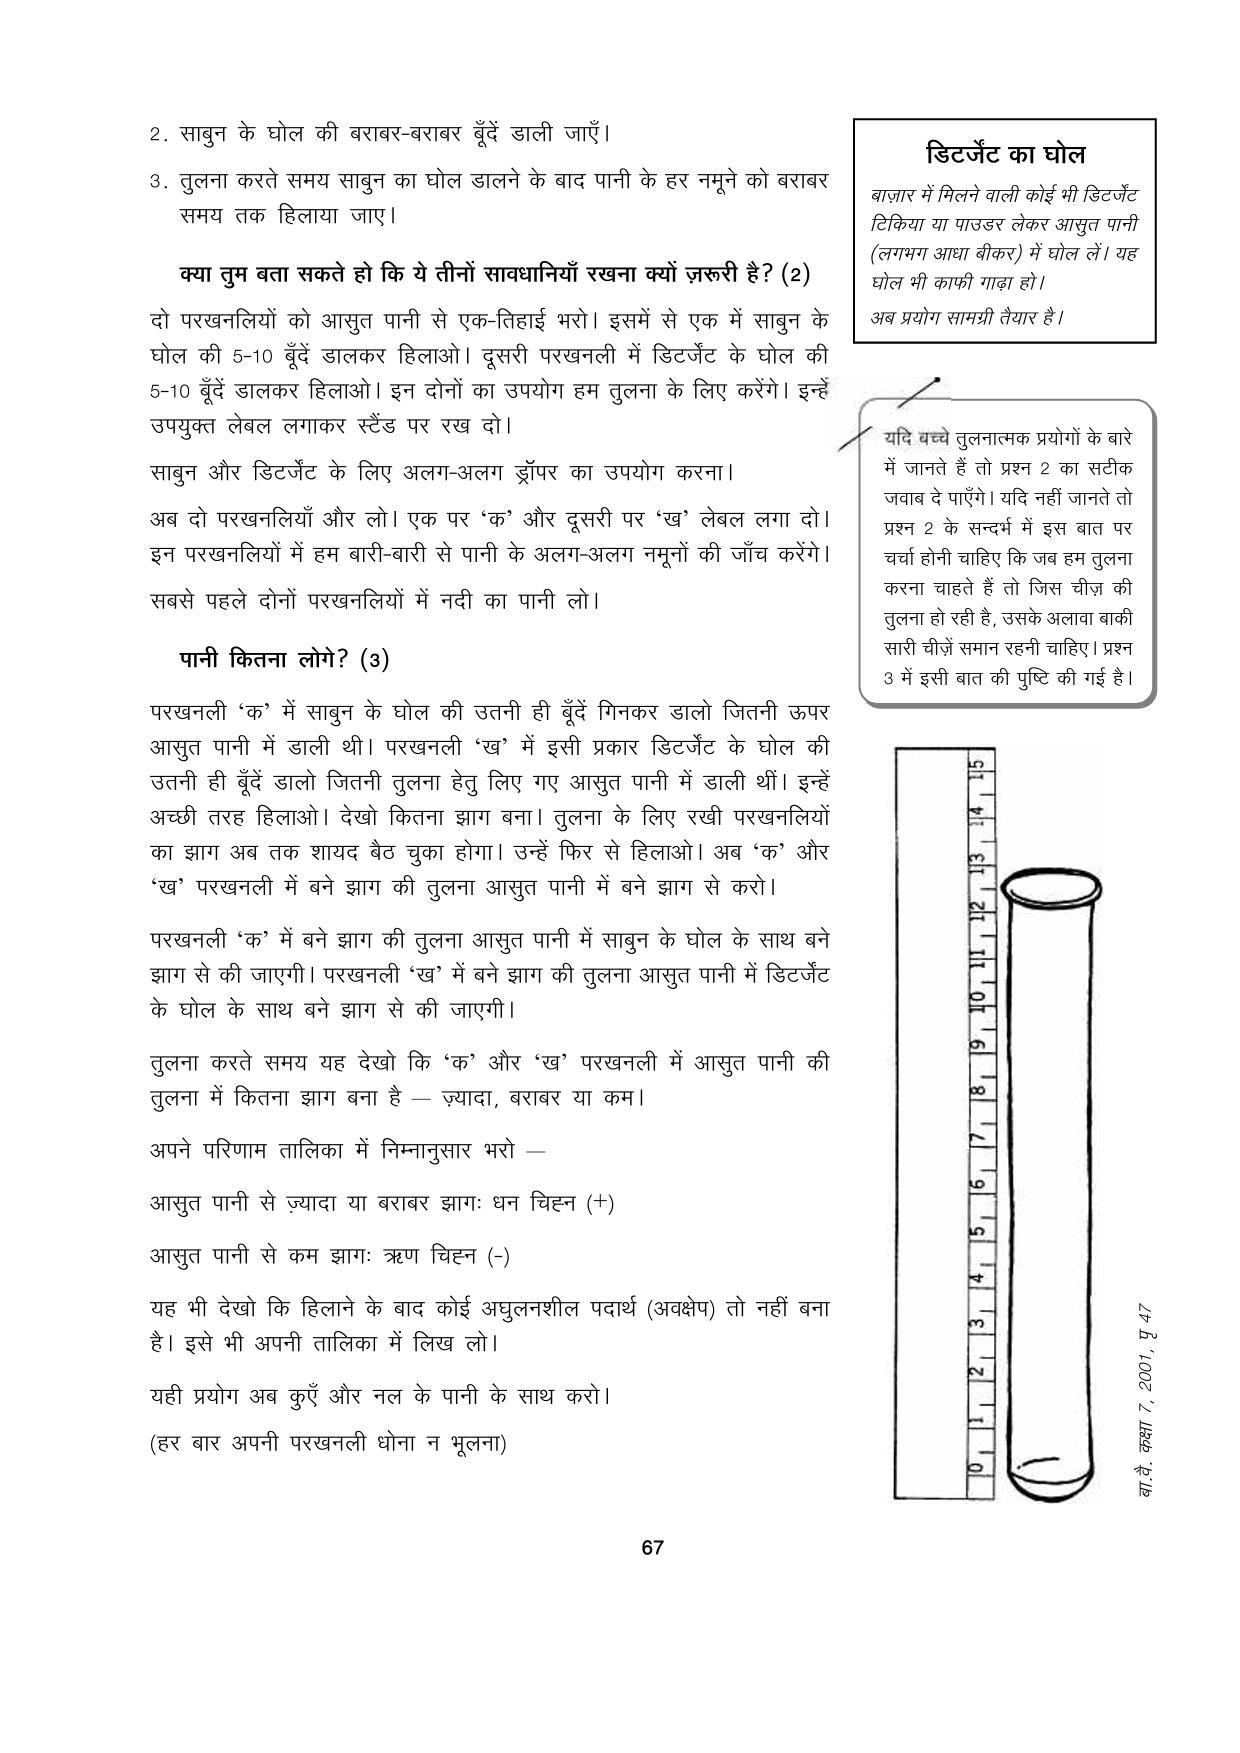 2. साबुन के घोल की बराबर-बराबर बूँदें डाली जाएँ।
3. तुलना करते समय साबुन का घोल डालने के बाद पानी के हर नमूने को बराबर
समय तक हिलाया जाए।
क्या तुम बता सकते हो कि ये तीनों सावधानियाँ रखना क्यों ज़रूरी है? (2)
दो परखनलियों को आसुत पानी से एक-तिहाई भरो। इसमें से एक में साबुन के
घोल की 5-10 बूँदें डालकर हिलाओ। दूसरी परखनली में डिटर्जेंट के घोल की
5-10 बूँदें डालकर हिलाओ। इन दोनों का उपयोग हम तुलना के लिए करेंगे। इन्हें
उपयुक्त लेबल लगाकर स्टैंड पर रख दो।
साबुन और डिटर्जेंट के लिए अलग-अलग ड्रॉपर का उपयोग करना।
अब दो परखनलियाँ और लो। एक पर ‘क’ और दूसरी पर ‘ख’ लेबल लगा दो।
इन परखनलियों में हम बारी-बारी से पानी के अलग-अलग नमूनों की जाँच करेंगे।
सबसे पहले दोनों परखनलियों में नदी का पानी लो।
पानी कितना लोगे? (3)
परखनली ‘क’ में साबुन के घोल की उतनी ही बूँदें गिनकर डालो जितनी ऊपर
आसुत पानी में डाली थी। परखनली ‘ख’ में इसी प्रकार डिटर्जेंट के घोल की
उतनी ही बूँदें डालो जितनी तुलना हेतु लिए गए आसुत पानी में डाली थीं। इन्हें
अच्छी तरह हिलाओ। देखो कितना झाग बना। तुलना के लिए रखी परखनलियों
का झाग अब तक शायद बैठ चुका होगा। उन्हें फिर से हिलाओ। अब ‘क’ और
‘ख’ परखनली में बने झाग की तुलना आसुत पानी में बने झाग से करो।
परखनली ‘क’ में बने झाग की तुलना आसुत पानी में साबुन के घोल के साथ बने
झाग से की जाएगी। परखनली ‘ख’ में बने झाग की तुलना आसुत पानी में डिटर्जेंट
के घोल के साथ बने झाग से की जाएगी।
तुलना करते समय यह देखो कि ‘क’ और ‘ख’ परखनली में आसुत पानी की
तुलना में कितना झाग बना है — ज़्यादा, बराबर या कम।
अपने परिणाम तालिका में निम्नानुसार भरो —
आसुत पानी से ज़्यादा या बराबर झागः धन चिह्न (+)
आसुत पानी से कम झागः ऋण चिह्न (-)
यह भी देखो कि हिलाने के बाद कोई अघुलनशील पदार्थ (अवक्षेप) तो नहीं बना
है। इसे भी अपनी तालिका में लिख लो।
यही प्रयोग अब कुएँ और नल के पानी के साथ करो।
(हर बार अपनी परखनली धोना न भूलना)
डिटर्जेंट का घोल
बाज़ार में मिलने वाली कोई भी डिटर्जेंट
टिकिया या पाउडर लेकर आसुत पानी
(लगभग आधा बीकर) में घोल लें। यह
घोल भी काफी गाढ़ा हो।
अब प्रयोग सामग्री तैयार है।
यदि बच्चे तुलनात्मक प्रयोगों के बारे
में जानते हैं तो प्रश्न 2 का सटीक
जवाब दे पाएँगे। यदि नहीं जानते तो
प्रश्न 2 के सन्दर्भ में इस बात पर
चर्चा होनी चाहिए कि जब हम तुलना
करना चाहते हैं तो जिस चीज़ की
तुलना हो रही है, उसके अलावा बाकी
सारी चीज़ें समान रहनी चाहिए। प्रश्न
3 में इसी बात की पुष्टि की गई है।
15
14
13
12
11
10
9
8
7
6
5
4
3
2
1
0
बा.वै. कक्षा 7, 2001, पृ 47
67